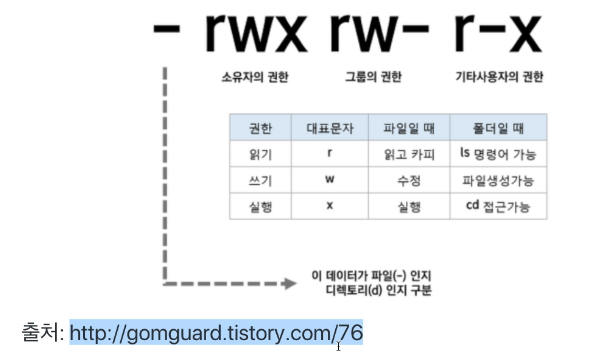 - rwx rw- r-x
소유자의 권한 그룹의 권한 기타사용자의 권한
권한 대표문자 파일일 때 폴더일 때
읽기 r 읽고 카피 ls 명령어 가능
쓰기 w 수정 파일생성가능
실행 x 실행 cd 접근가능
이 데이터가 파일(-) 인지
디렉토리(d) 인지 구분
출처: http://gomguard.tistory.com/76